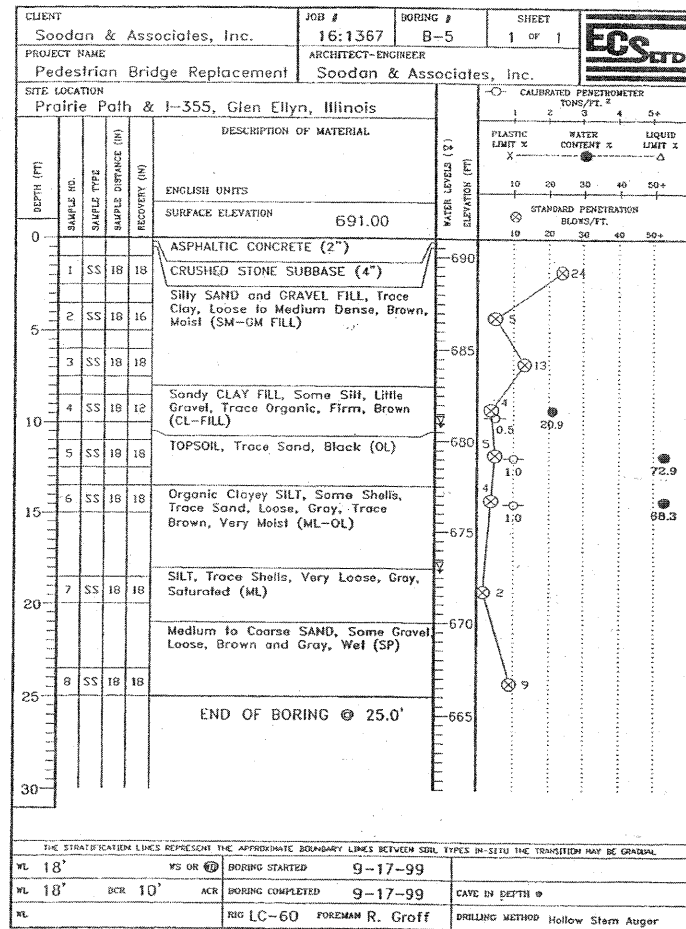 CLIENT
Soodan & Associates, Inc.
JOB #
16:1367
BORING #
B-5
SHEET
1 OF 1
ECS LTD
PROJECT NAME
Pedestrian Bridge Replacement
ARCHITECT-ENGINEER
Soodan & Associates, Inc.
SITE LOCATION
Prairie Path & I-355, Glen Ellyn, Illinois
CALIBRATED PENETROMETER
TONS/FT.²
1 2 3 4 5+
PLASTIC LIMIT %
WATER CONTENT %
LIQUID LIMIT %
X
10 20 30 40 50+
STANDARD PENETRATION
BLOWS/FT.
10 20 30 40 50+
DEPTH (FT)
SAMPLE NO.
SAMPLE TYPE
SAMPLE DISTANCE (IN)
RECOVERY (IN)
DESCRIPTION OF MATERIAL
ENGLISH UNITS
SURFACE ELEVATION 691.00
WATER LEVELS (%)
ELEVATION (FT)
0
ASPHALTIC CONCRETE (2")
690
1 SS 18 18
CRUSHED STONE SUBBASE (4")
24
Silty SAND and GRAVEL FILL, Trace
2 SS 18 16
Clay, Loose to Medium Dense, Brown,
Moist (SM-GM FILL)
5
5
685
3 SS 18 18
13
Sandy CLAY FILL, Some Silt, Little
4 SS 18 12
Gravel, Trace Organic, Firm, Brown
(CL-FILL)
4
0.5
20.9
10
680
5 SS 18 18
TOPSOIL, Trace Sand, Black (OL)
5
1.0
72.9
6 SS 18 18
Organic Clayey SILT, Some Shells,
Trace Sand, Loose, Gray, Trace
Brown, Very Moist (ML-OL)
4
1.0
68.3
15
675
SILT, Trace Shells, Very Loose, Gray,
7 SS 18 18
Saturated (ML)
2
20
670
Medium to Coarse SAND, Some Gravel,
Loose, Brown and Gray, Wet (SP)
8 SS 18 18
9
25
END OF BORING @ 25.0'
665
30
THE STRATIFICATION LINES REPRESENT THE APPROXIMATE BOUNDARY LINES BETWEEN SOIL TYPES IN-SITU THE TRANSITION MAY BE GRADUAL
WL 18' WS OR WD
BORING STARTED 9-17-99
WL 18' BCR 10' ACR
BORING COMPLETED 9-17-99
CAVE IN DEPTH @
WL
RIG LC-60 FOREMAN R. Groff
DRILLING METHOD Hollow Stem Auger